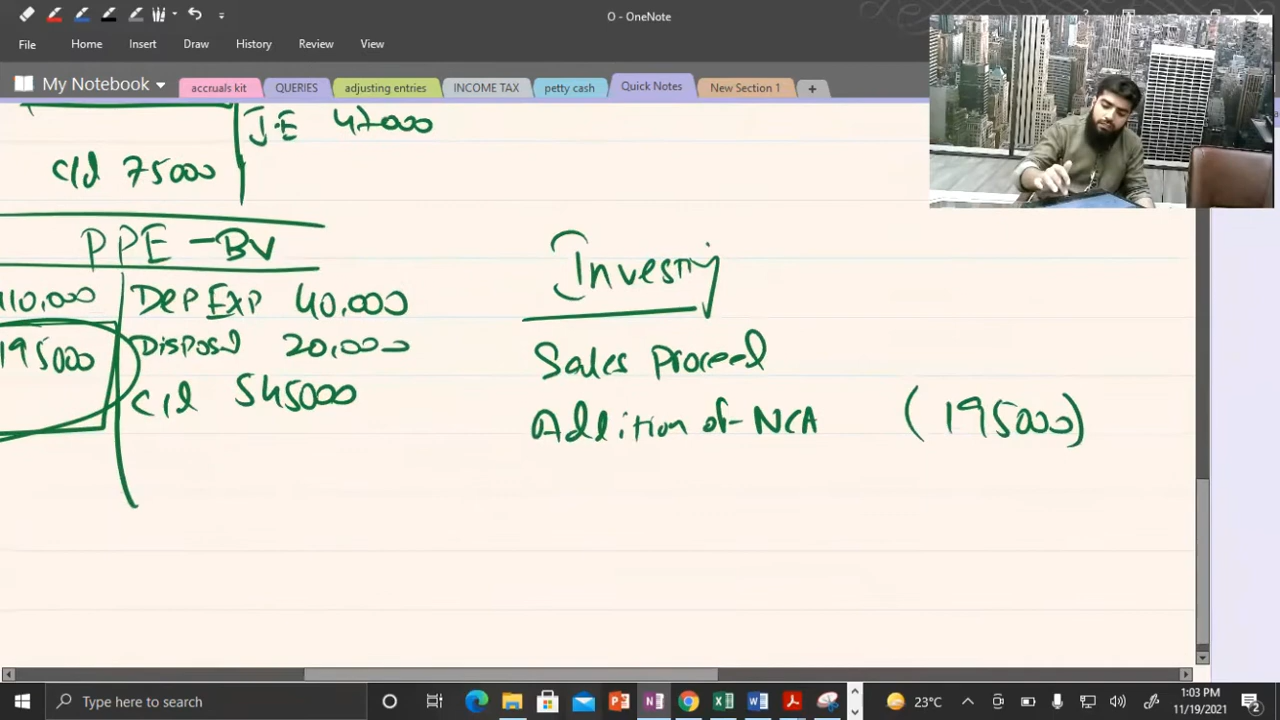 O - OneNote
File Home Insert Draw History Review View
My Notebook accruals kit QUERIES adjusting entries INCOMETAX petty cash Quick Notes New Section 1
J.E 47000
c/d 75000
PPE - BV
110,000 Dep Exp 40,000
195000 Disposal 20,000
c/d 545000
Investing
Sales Proceed
Addition of NCA (195000)
Type here to search
23°C
1:03 PM
11/19/2021
2